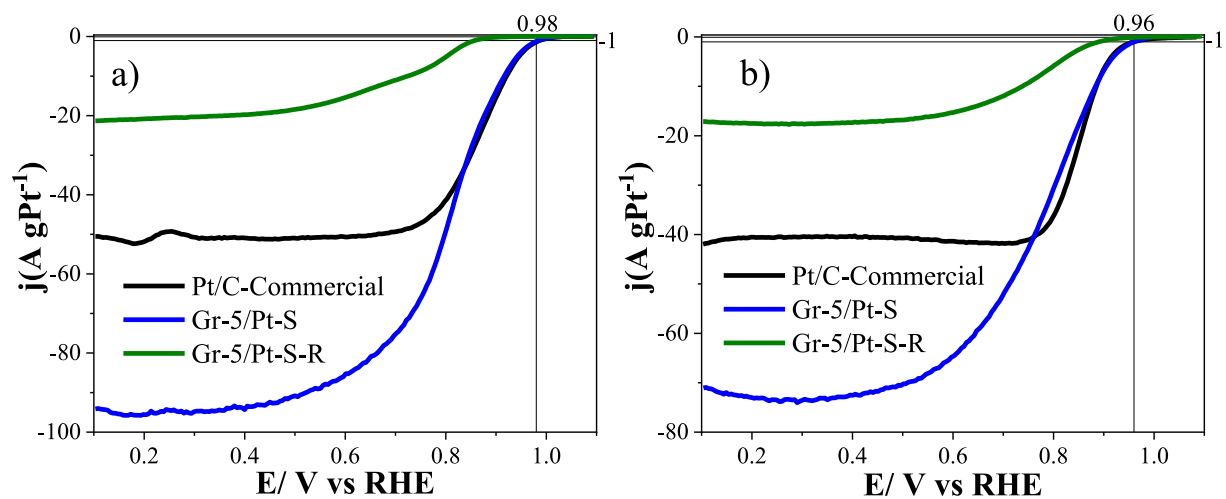 0.98
0
-1
a)
-20
-40
-60
-80
-100
j(A gPt⁻¹)
Pt/C-Commercial
Gr-5/Pt-S
Gr-5/Pt-S-R
0.2 0.4 0.6 0.8 1.0
E/ V vs RHE
0.96
0
-1
b)
-20
-40
-60
-80
j(A gPt⁻¹)
Pt/C-Commercial
Gr-5/Pt-S
Gr-5/Pt-S-R
0.2 0.4 0.6 0.8 1.0
E/ V vs RHE